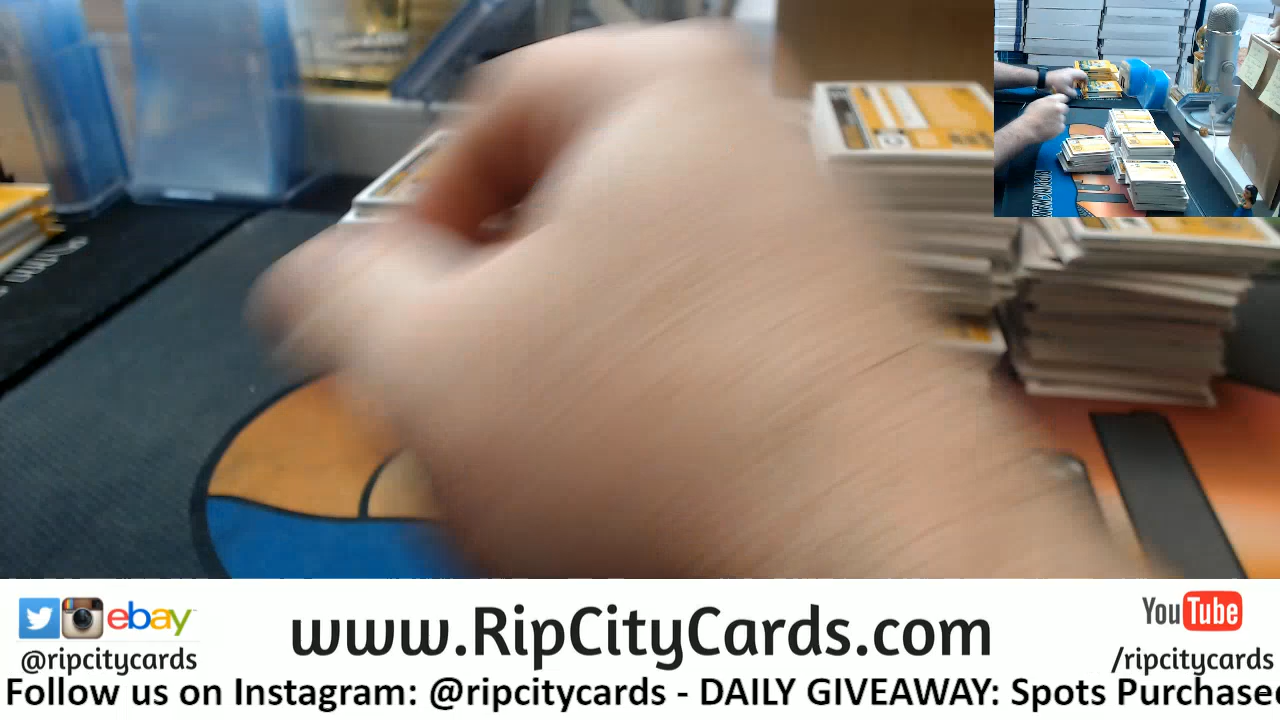 ebay
www.RipCityCards.com
YouTube
@ripcitycards
/ripcitycards
Follow us on Instagram: @ripcitycards - DAILY GIVEAWAY: Spots Purchased